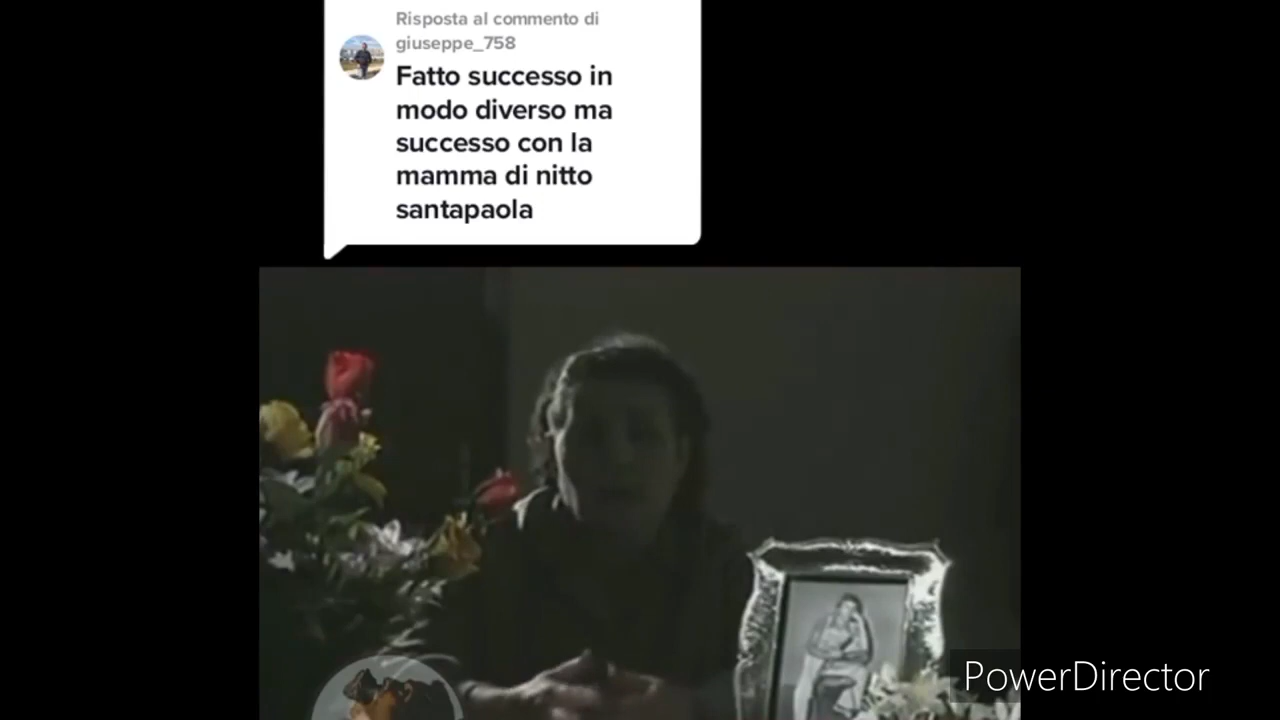 Risposta al commento di
giuseppe_758
Fatto successo in
modo diverso ma
successo con la
mamma di nitto
santapaola
PowerDirector